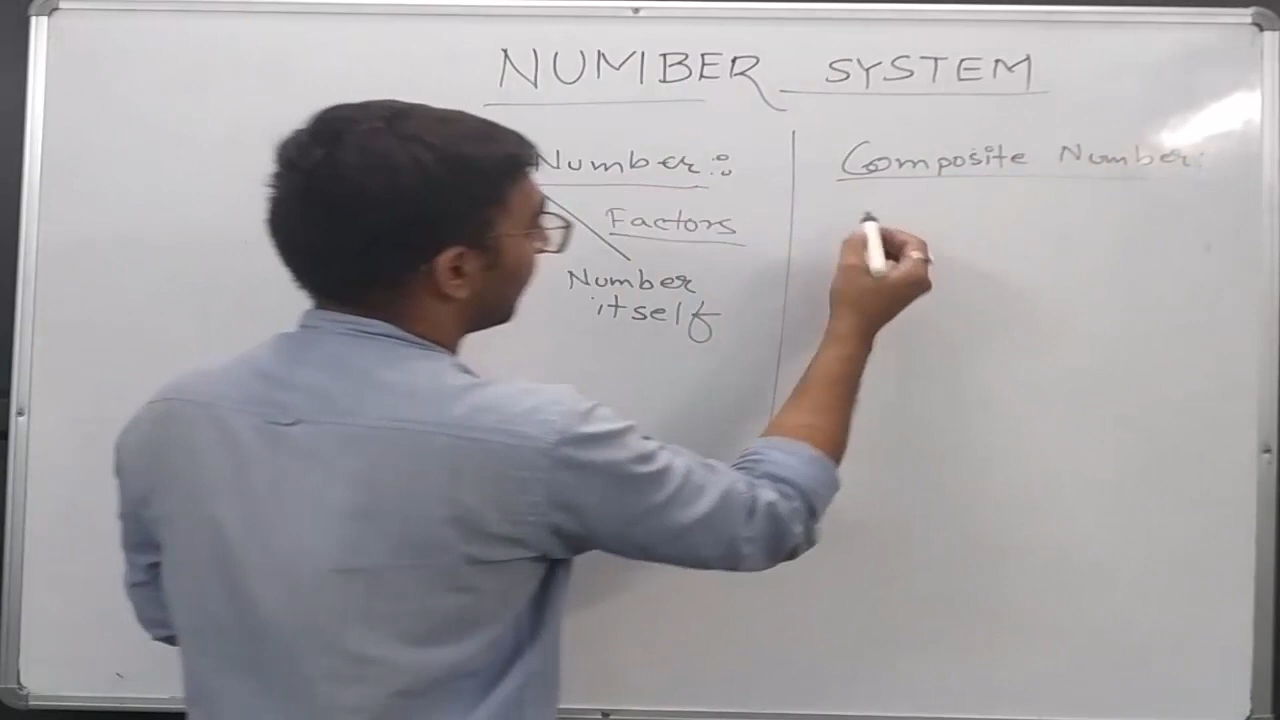 NUMBER SYSTEM
Number :
Factors
Number
itself
Composite Number: